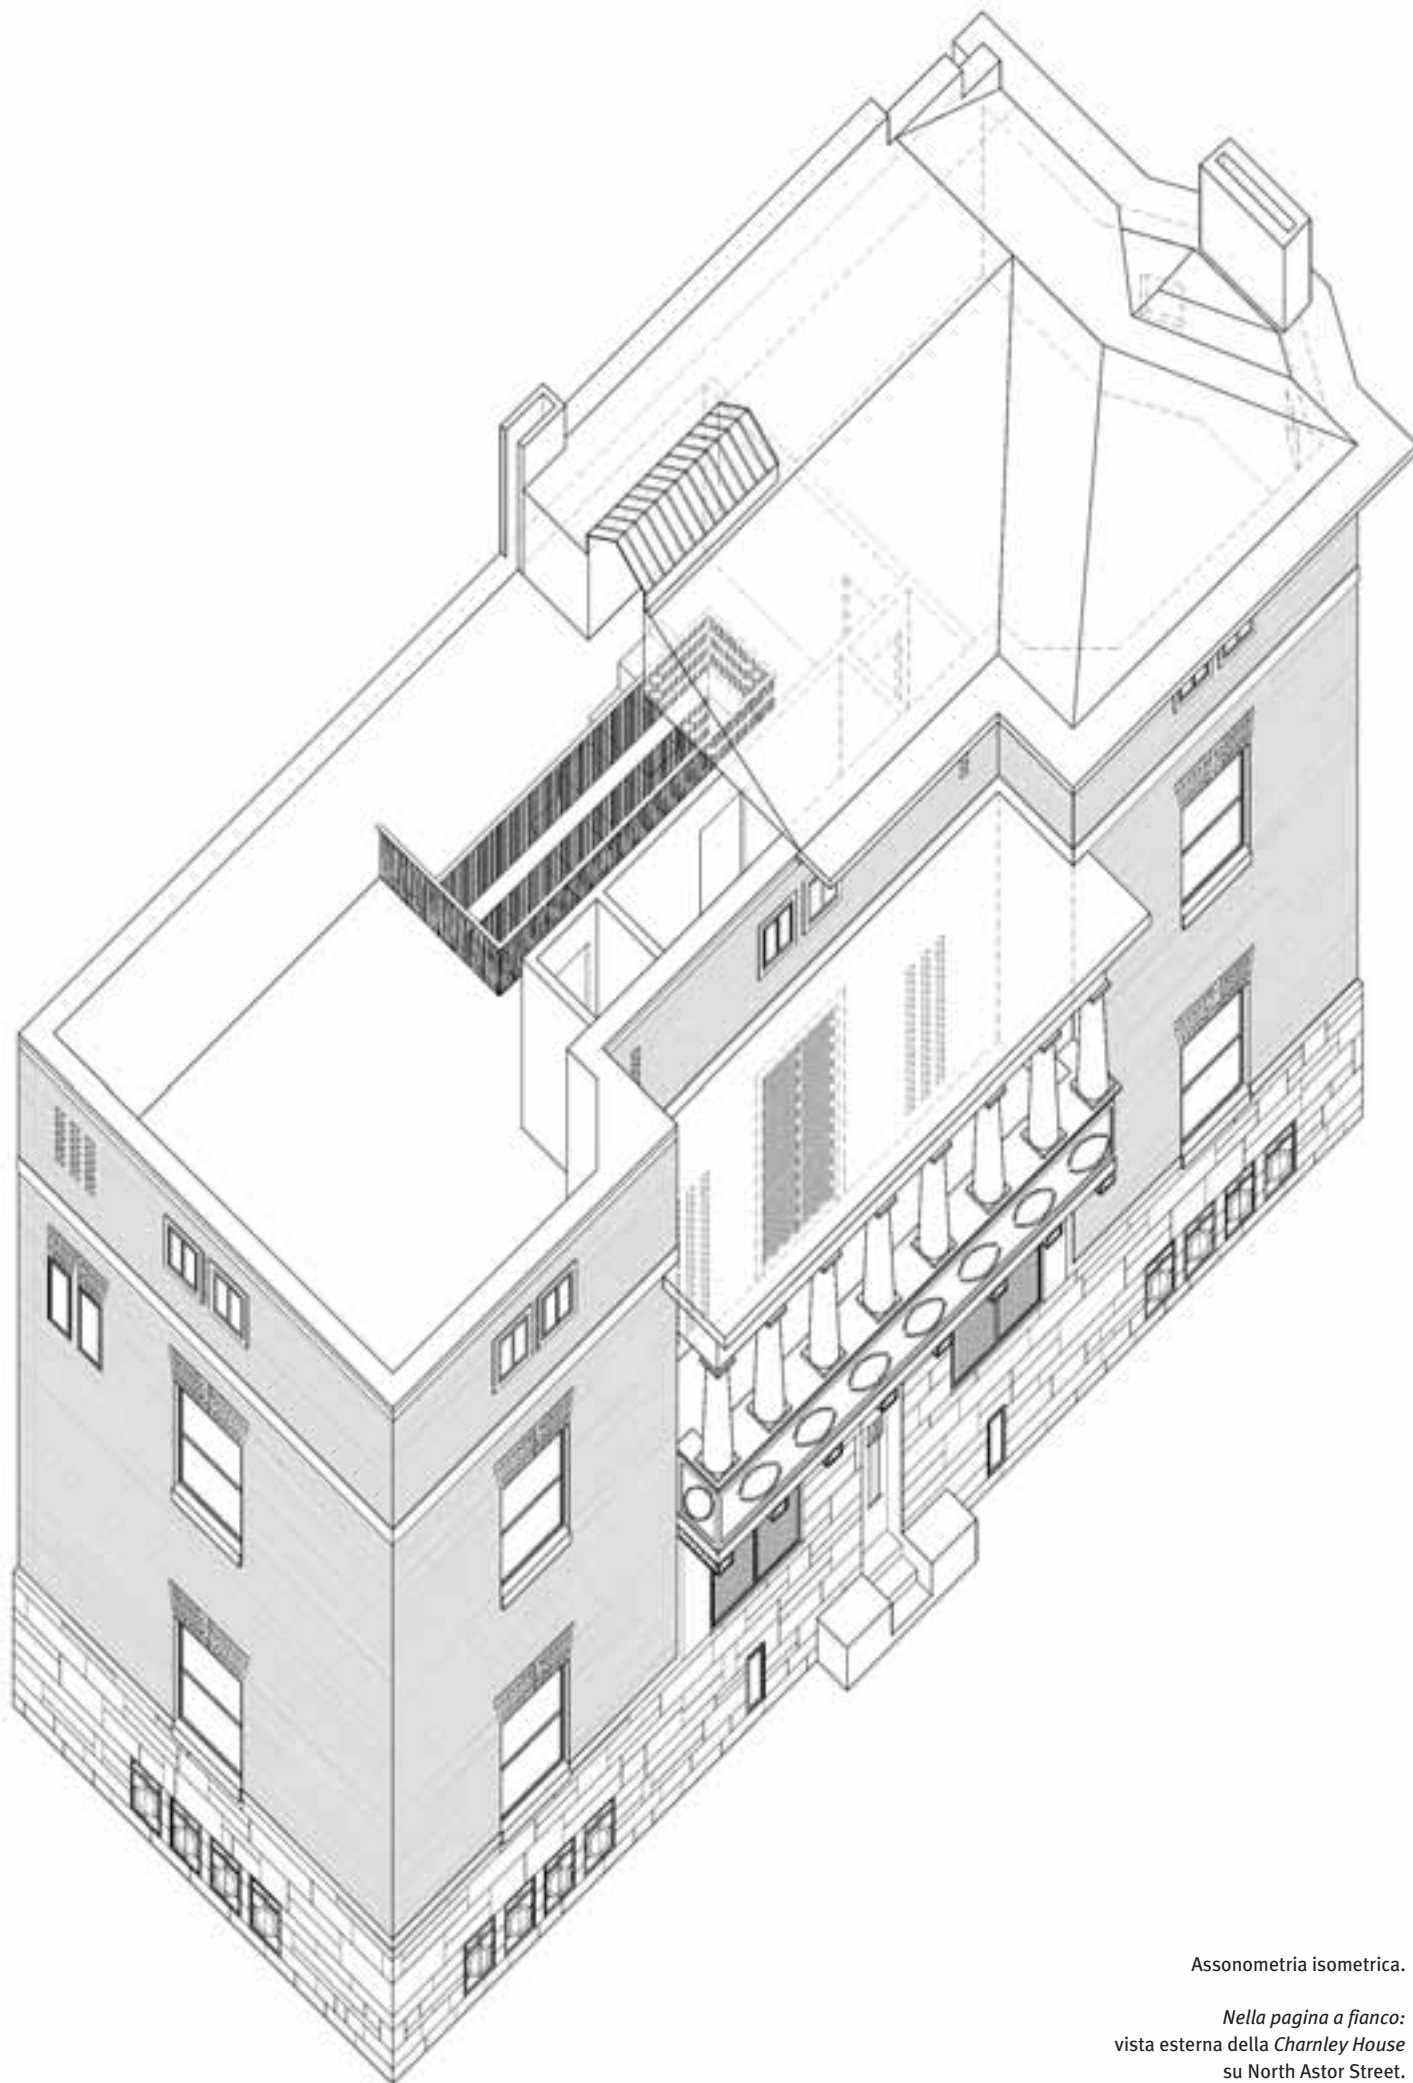 Assonometria isometrica.
Nella pagina a fianco:
vista esterna della Charnley House
su North Astor Street.